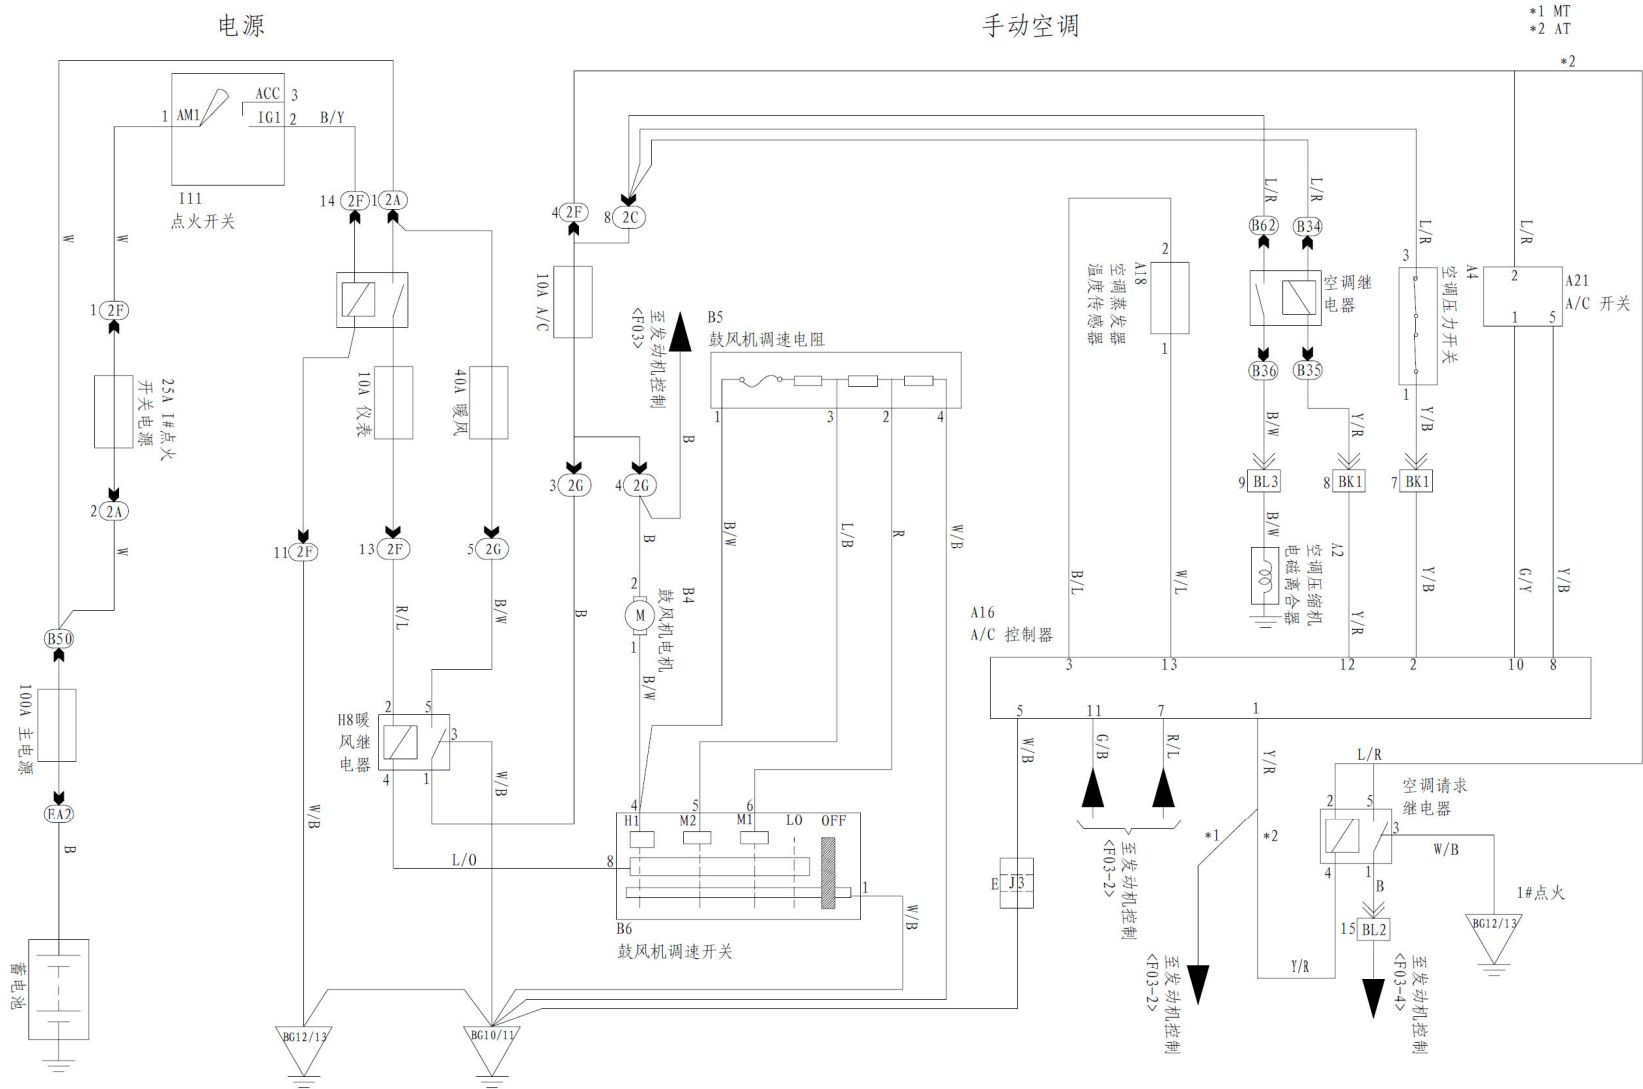 电源
手动空调
*1 MT
*2 AT
*2
ACC 3
1 AM1
IG1 2
B/Y
I11
点火开关
14 2F
1 2A
W
W
1 2F
25A I#点火
开关电源
2 2A
W
B50
100A 主电源
EA2
B
蓄电池
10A 仪表
40A 暖风
11 2F
13 2F
5 2G
R/L
B/W
W/B
H8暖
风继
电器
2
5
3
4
1
W/B
L/O
BG12/13
BG10/11
4 2F
8 2C
10A A/C
至发动机控制
<F03>
B
3 2G
4 2G
B
B
2
M
1
B4
鼓风机电机
B/W
B5
鼓风机调速电阻
1
3
2
4
B/W
L/B
R
W/B
4
5
6
H1
M2
M1
LO
OFF
8
1
W/B
B6
鼓风机调速开关
2
A18
空调蒸发器
温度传感器
1
B/L
W/L
L/R
L/R
B62
B34
空调继
电器
B36
B35
B/W
Y/R
9 BL3
8 BK1
7 BK1
B/W
A2
空调压缩机
电磁离合器
Y/R
L/R
3
A4
空调压力开关
1
Y/B
Y/B
L/R
2
A21
A/C 开关
1
5
G/Y
Y/B
A16
A/C 控制器
3
13
12
2
10
8
5
11
7
1
W/B
G/B
R/L
Y/R
E J3
至发动机控制
<F03-2>
*1
*2
至发动机控制
<F03-2>
Y/R
L/R
空调请求
继电器
2
5
3
4
1
W/B
B
15 BL2
至发动机控制
<F03-4>
1#点火
BG12/13